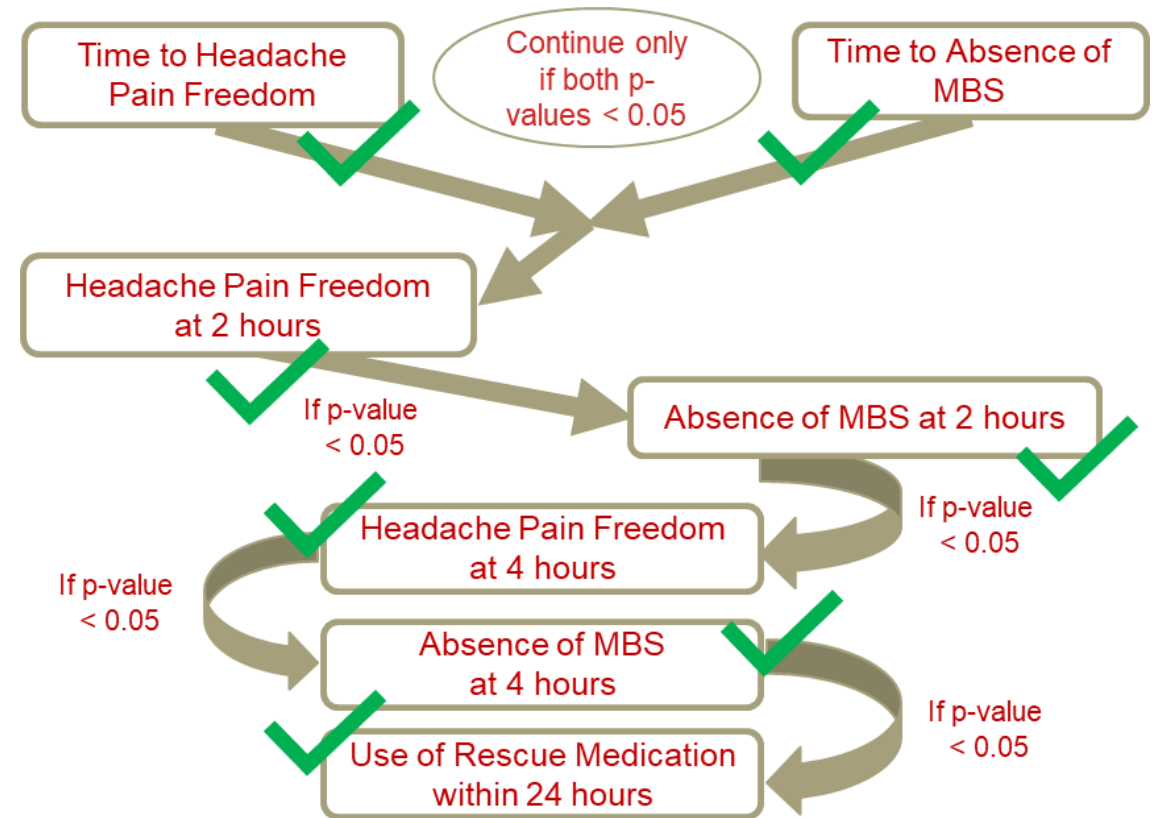 Time to Headache
Pain Freedom
Continue only
if both p-
values < 0.05
Time to Absence of
MBS
Headache Pain Freedom
at 2 hours
If p-value
< 0.05
Absence of MBS at 2 hours
If p-value
< 0.05
Headache Pain Freedom
at 4 hours
If p-value
< 0.05
Absence of MBS
at 4 hours
If p-value
< 0.05
Use of Rescue Medication
within 24 hours